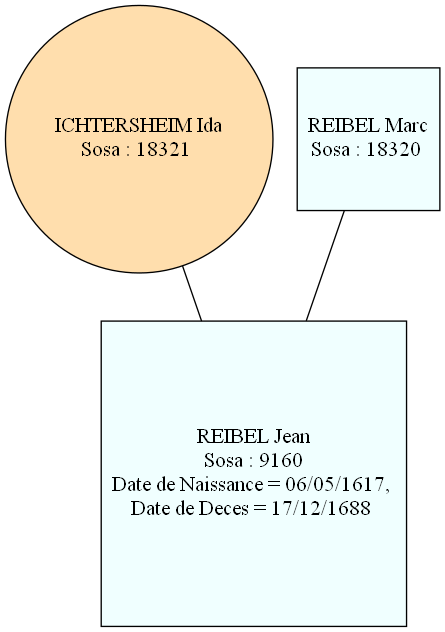 ICHTERSHEIM Ida
Sosa : 18321
REIBEL Marc
Sosa : 18320
REIBEL Jean
Sosa : 9160
Date de Naissance = 06/05/1617,
Date de Deces = 17/12/1688